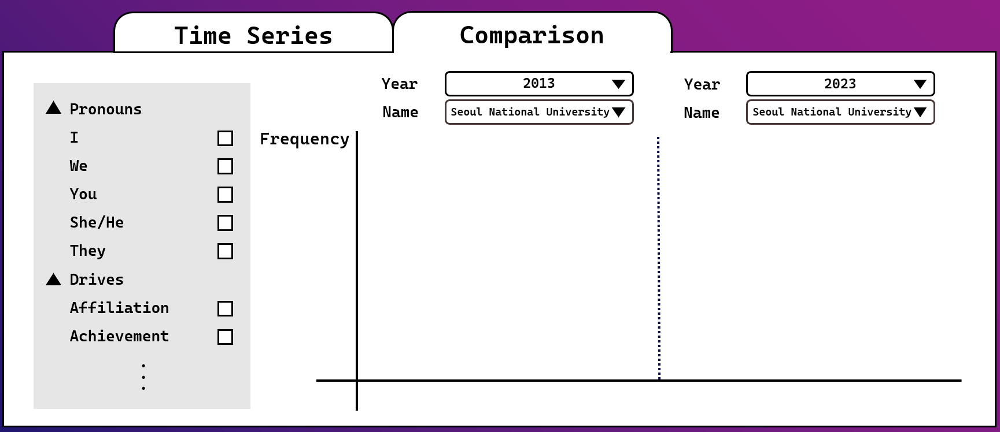 Time Series
Comparison
Year
2013
Name
Seoul National University
Year
2023
Name
Seoul National University
Pronouns
I
We
You
She/He
They
Drives
Affiliation
Achievement
Frequency